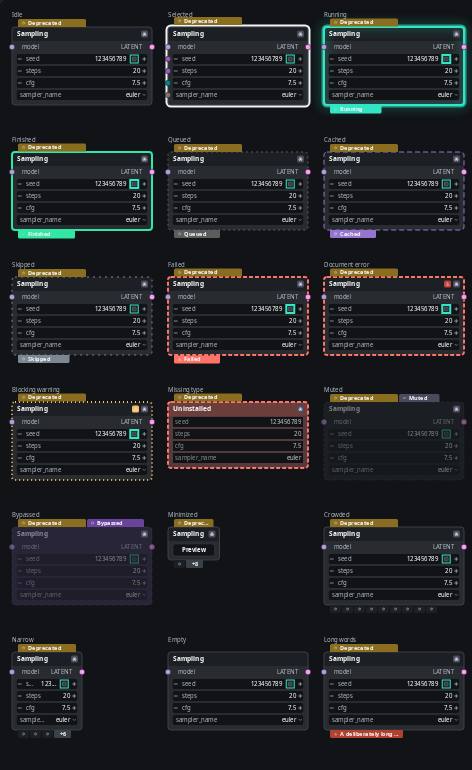 Idle
Deprecated
Sampling
model LATENT
seed 123456789
steps 20
cfg 7.5
sampler_name euler
Selected
Deprecated
Sampling
model LATENT
seed 123456789
steps 20
cfg 7.5
sampler_name euler
Running
Deprecated
Sampling
model LATENT
seed 123456789
steps 20
cfg 7.5
sampler_name euler
Running
Finished
Deprecated
Sampling
model LATENT
seed 123456789
steps 20
cfg 7.5
sampler_name euler
Finished
Queued
Deprecated
Sampling
model LATENT
seed 123456789
steps 20
cfg 7.5
sampler_name euler
Queued
Cached
Deprecated
Sampling
model LATENT
seed 123456789
steps 20
cfg 7.5
sampler_name euler
Cached
Skipped
Deprecated
Sampling
model LATENT
seed 123456789
steps 20
cfg 7.5
sampler_name euler
Skipped
Failed
Deprecated
Sampling
model LATENT
seed 123456789
steps 20
cfg 7.5
sampler_name euler
Failed
Document error
Deprecated
Sampling
model LATENT
seed 123456789
steps 20
cfg 7.5
sampler_name euler
Blocking warning
Deprecated
Sampling
model LATENT
seed 123456789
steps 20
cfg 7.5
sampler_name euler
Missing type
Deprecated
Uninstalled
seed 123456789
steps 20
cfg 7.5
sampler_name euler
Muted
Deprecated Muted
Sampling
model LATENT
seed 123456789
steps 20
cfg 7.5
sampler_name euler
Bypassed
Deprecated Bypassed
Sampling
model LATENT
seed 123456789
steps 20
cfg 7.5
sampler_name euler
Minimized
Deprec...
Sampling
Preview
+8
Crowded
Deprecated
Sampling
model LATENT
seed 123456789
steps 20
cfg 7.5
sampler_name euler
Narrow
Deprecated
Sampling
model LATENT
s... 123...
steps 20
cfg 7.5
sample... euler
+6
Empty
Sampling
model LATENT
seed 123456789
steps 20
cfg 7.5
sampler_name euler
Long words
Deprecated
Sampling
model LATENT
seed 123456789
steps 20
cfg 7.5
sampler_name euler
A deliberately long ...